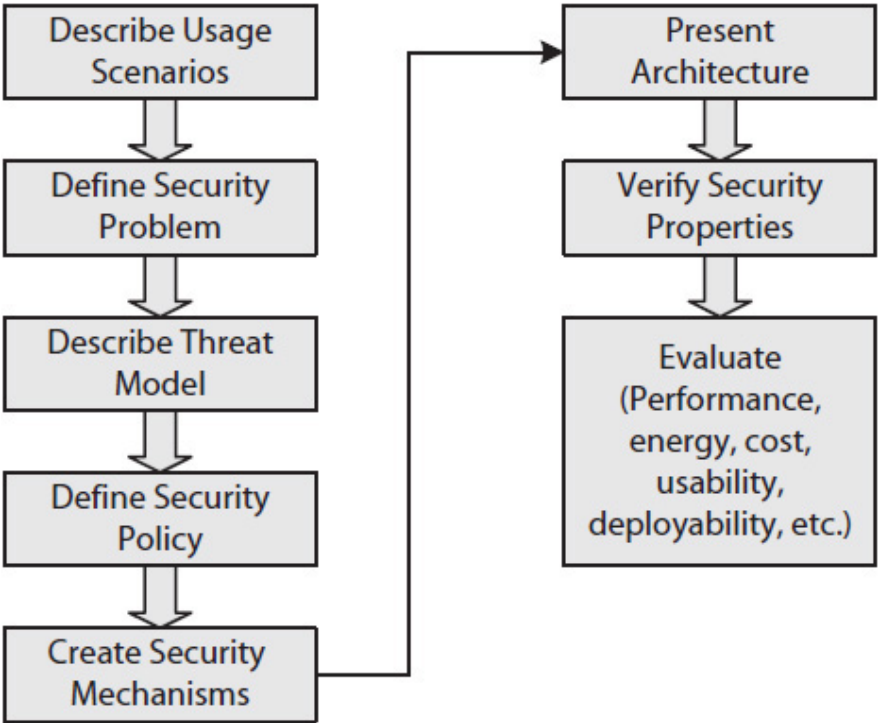 Describe Usage
Scenarios
Define Security
Problem
Describe Threat
Model
Define Security
Policy
Create Security
Mechanisms
Present
Architecture
Verify Security
Properties
Evaluate
(Performance,
energy, cost,
usability,
deployability, etc.)